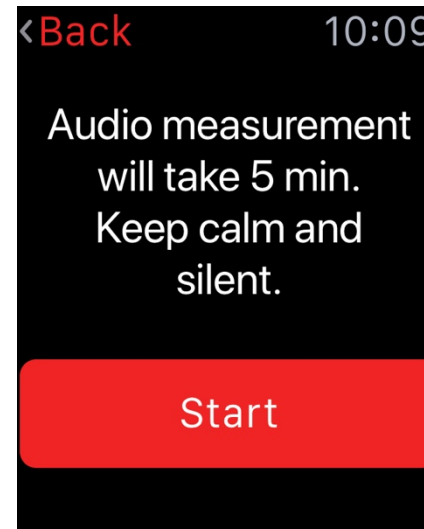 <Back 10:09
Audio measurement
will take 5 min.
Keep calm and
silent.
Start